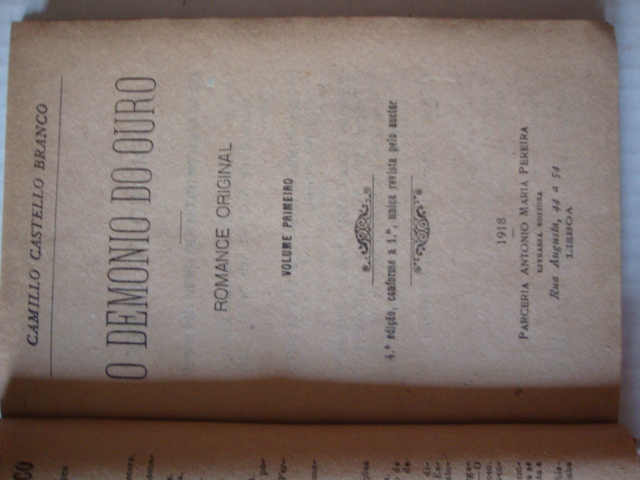 CAMILLO CASTELLO BRANCO
O DEMONIO DO OURO
ROMANCE ORIGINAL
VOLUME PRIMEIRO
4.ª edição, conforme a 1.ª, unica revista pelo auctor
1918
PARCERIA ANTONIO MARIA PEREIRA
LIVRARIA EDITORA
Rua Augusta, 44 a 54
LISBOA